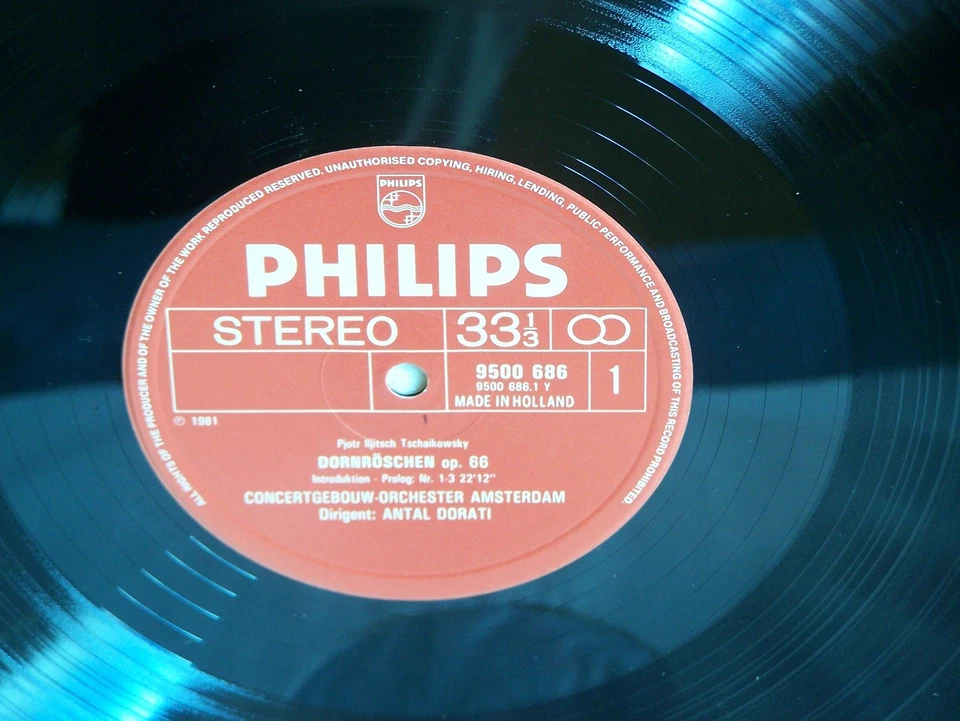 ALL RIGHTS OF THE PRODUCER AND OF THE OWNER OF THE WORK REPRODUCED RESERVED. UNAUTHORISED COPYING, HIRING, LENDING, PUBLIC PERFORMANCE AND BROADCASTING OF THIS RECORD PROHIBITED.
PHILIPS
PHILIPS
STEREO 33⅓
9500 686
9500 686.1 Y
MADE IN HOLLAND
1
℗ 1981
Pjotr Iljitsch Tschaikowsky
DORNRÖSCHEN op. 66
Introduktion · Prolog: Nr. 1-3 22'12"
CONCERTGEBOUW-ORCHESTER AMSTERDAM
Dirigent: ANTAL DORATI